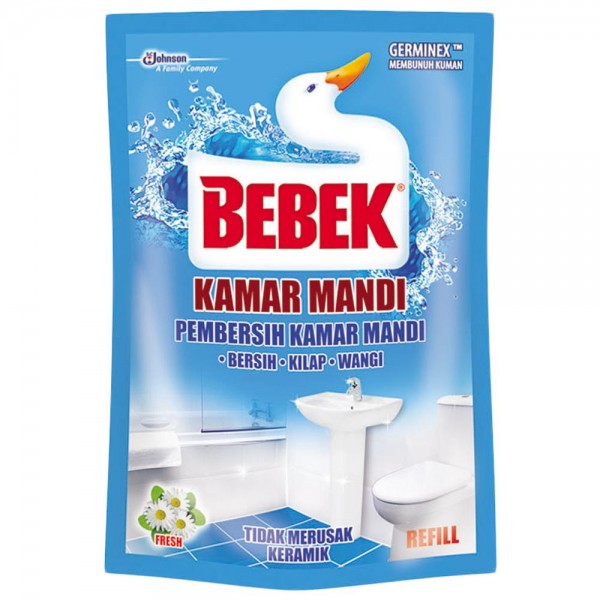 SC Johnson
A Family Company
GERMINEX™
MEMBUNUH KUMAN
BEBEK®
KAMAR MANDI
PEMBERSIH KAMAR MANDI
• BERSIH • KILAP • WANGI
FRESH
TIDAK MERUSAK
KERAMIK
REFILL